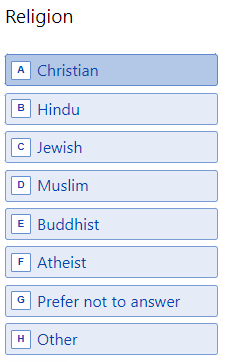 Religion
A Christian
B Hindu
C Jewish
D Muslim
E Buddhist
F Atheist
G Prefer not to answer
H Other